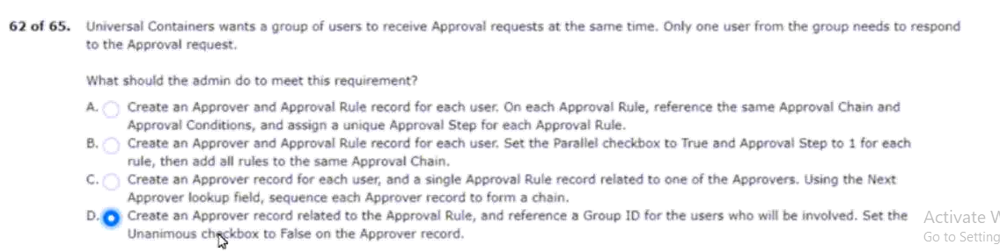 62 of 65. Universal Containers wants a group of users to receive Approval requests at the same time. Only one user from the group needs to respond
to the Approval request.
What should the admin do to meet this requirement?
A. Create an Approver and Approval Rule record for each user. On each Approval Rule, reference the same Approval Chain and
Approval Conditions, and assign a unique Approval Step for each Approval Rule.
B. Create an Approver and Approval Rule record for each user. Set the Parallel checkbox to True and Approval Step to 1 for each
rule, then add all rules to the same Approval Chain.
C. Create an Approver record for each user, and a single Approval Rule record related to one of the Approvers. Using the Next
Approver lookup field, sequence each Approver record to form a chain.
D. Create an Approver record related to the Approval Rule, and reference a Group ID for the users who will be involved. Set the
Unanimous checkbox to False on the Approver record.
Activate W
Go to Setting